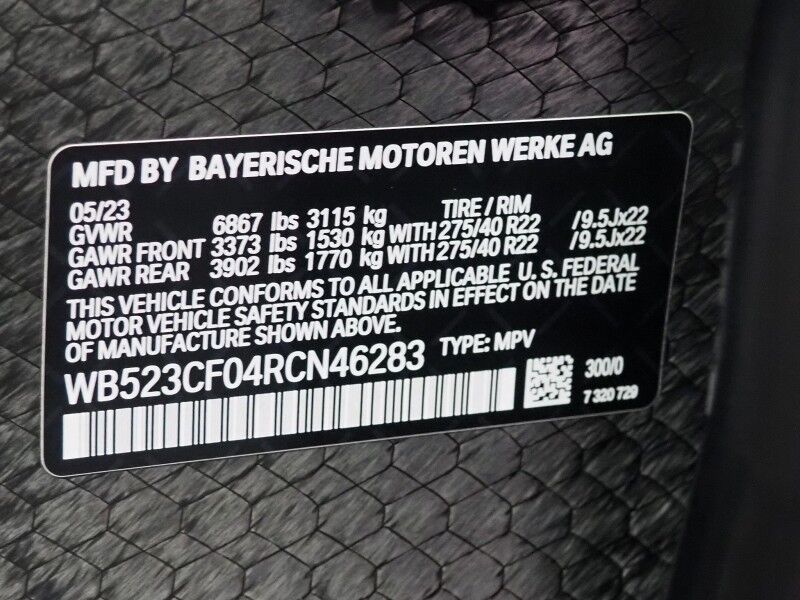 MFD BY BAYERISCHE MOTOREN WERKE AG
05/23 TIRE / RIM
GVWR 6867 lbs 3115 kg
GAWR FRONT 3373 lbs 1530 kg WITH 275/40 R22 /9.5Jx22
GAWR REAR 3902 lbs 1770 kg WITH 275/40 R22 /9.5Jx22
THIS VEHICLE CONFORMS TO ALL APPLICABLE U. S. FEDERAL
MOTOR VEHICLE SAFETY STANDARDS IN EFFECT ON THE DATE
OF MANUFACTURE SHOWN ABOVE.
WB523CF04RCN46283 TYPE: MPV
300/0
7 320 729